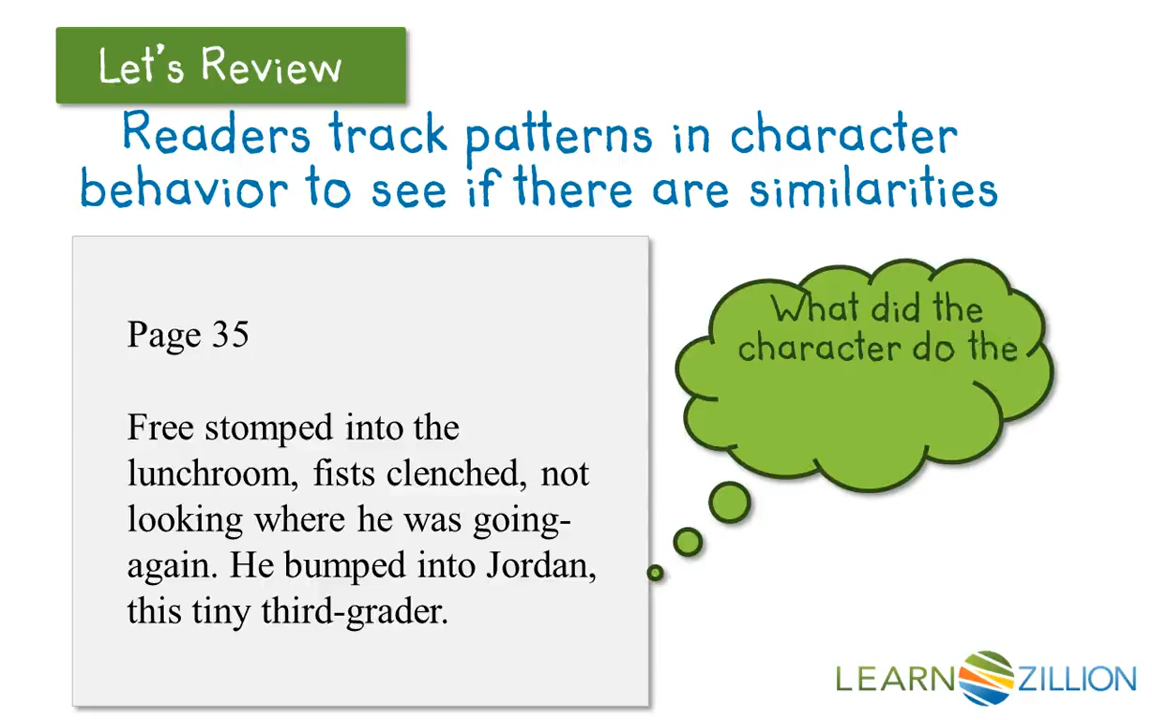 Let's Review
Readers track patterns in character
behavior to see if there are similarities
Page 35
Free stomped into the
lunchroom, fists clenched, not
looking where he was going-
again. He bumped into Jordan,
this tiny third-grader.
What did the
character do the
LEARN ZILLION